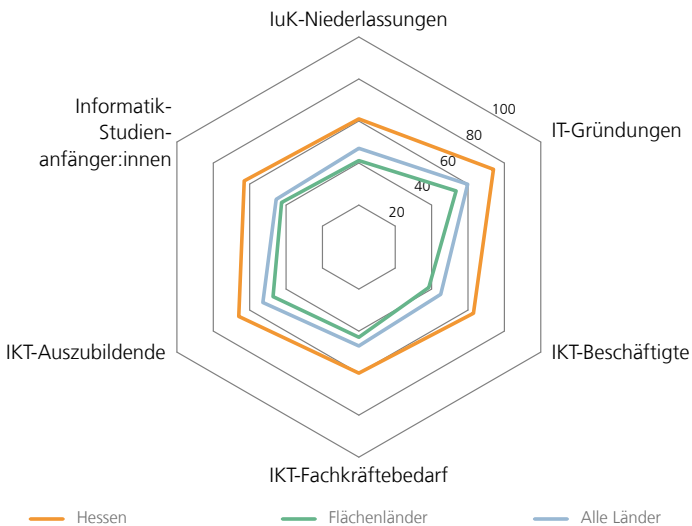 IuK-Niederlassungen
Informatik-
Studien-
anfänger:innen
100
80
60
40
20
IT-Gründungen
IKT-Auszubildende
IKT-Beschäftigte
IKT-Fachkräftebedarf
Hessen
Flächenländer
Alle Länder